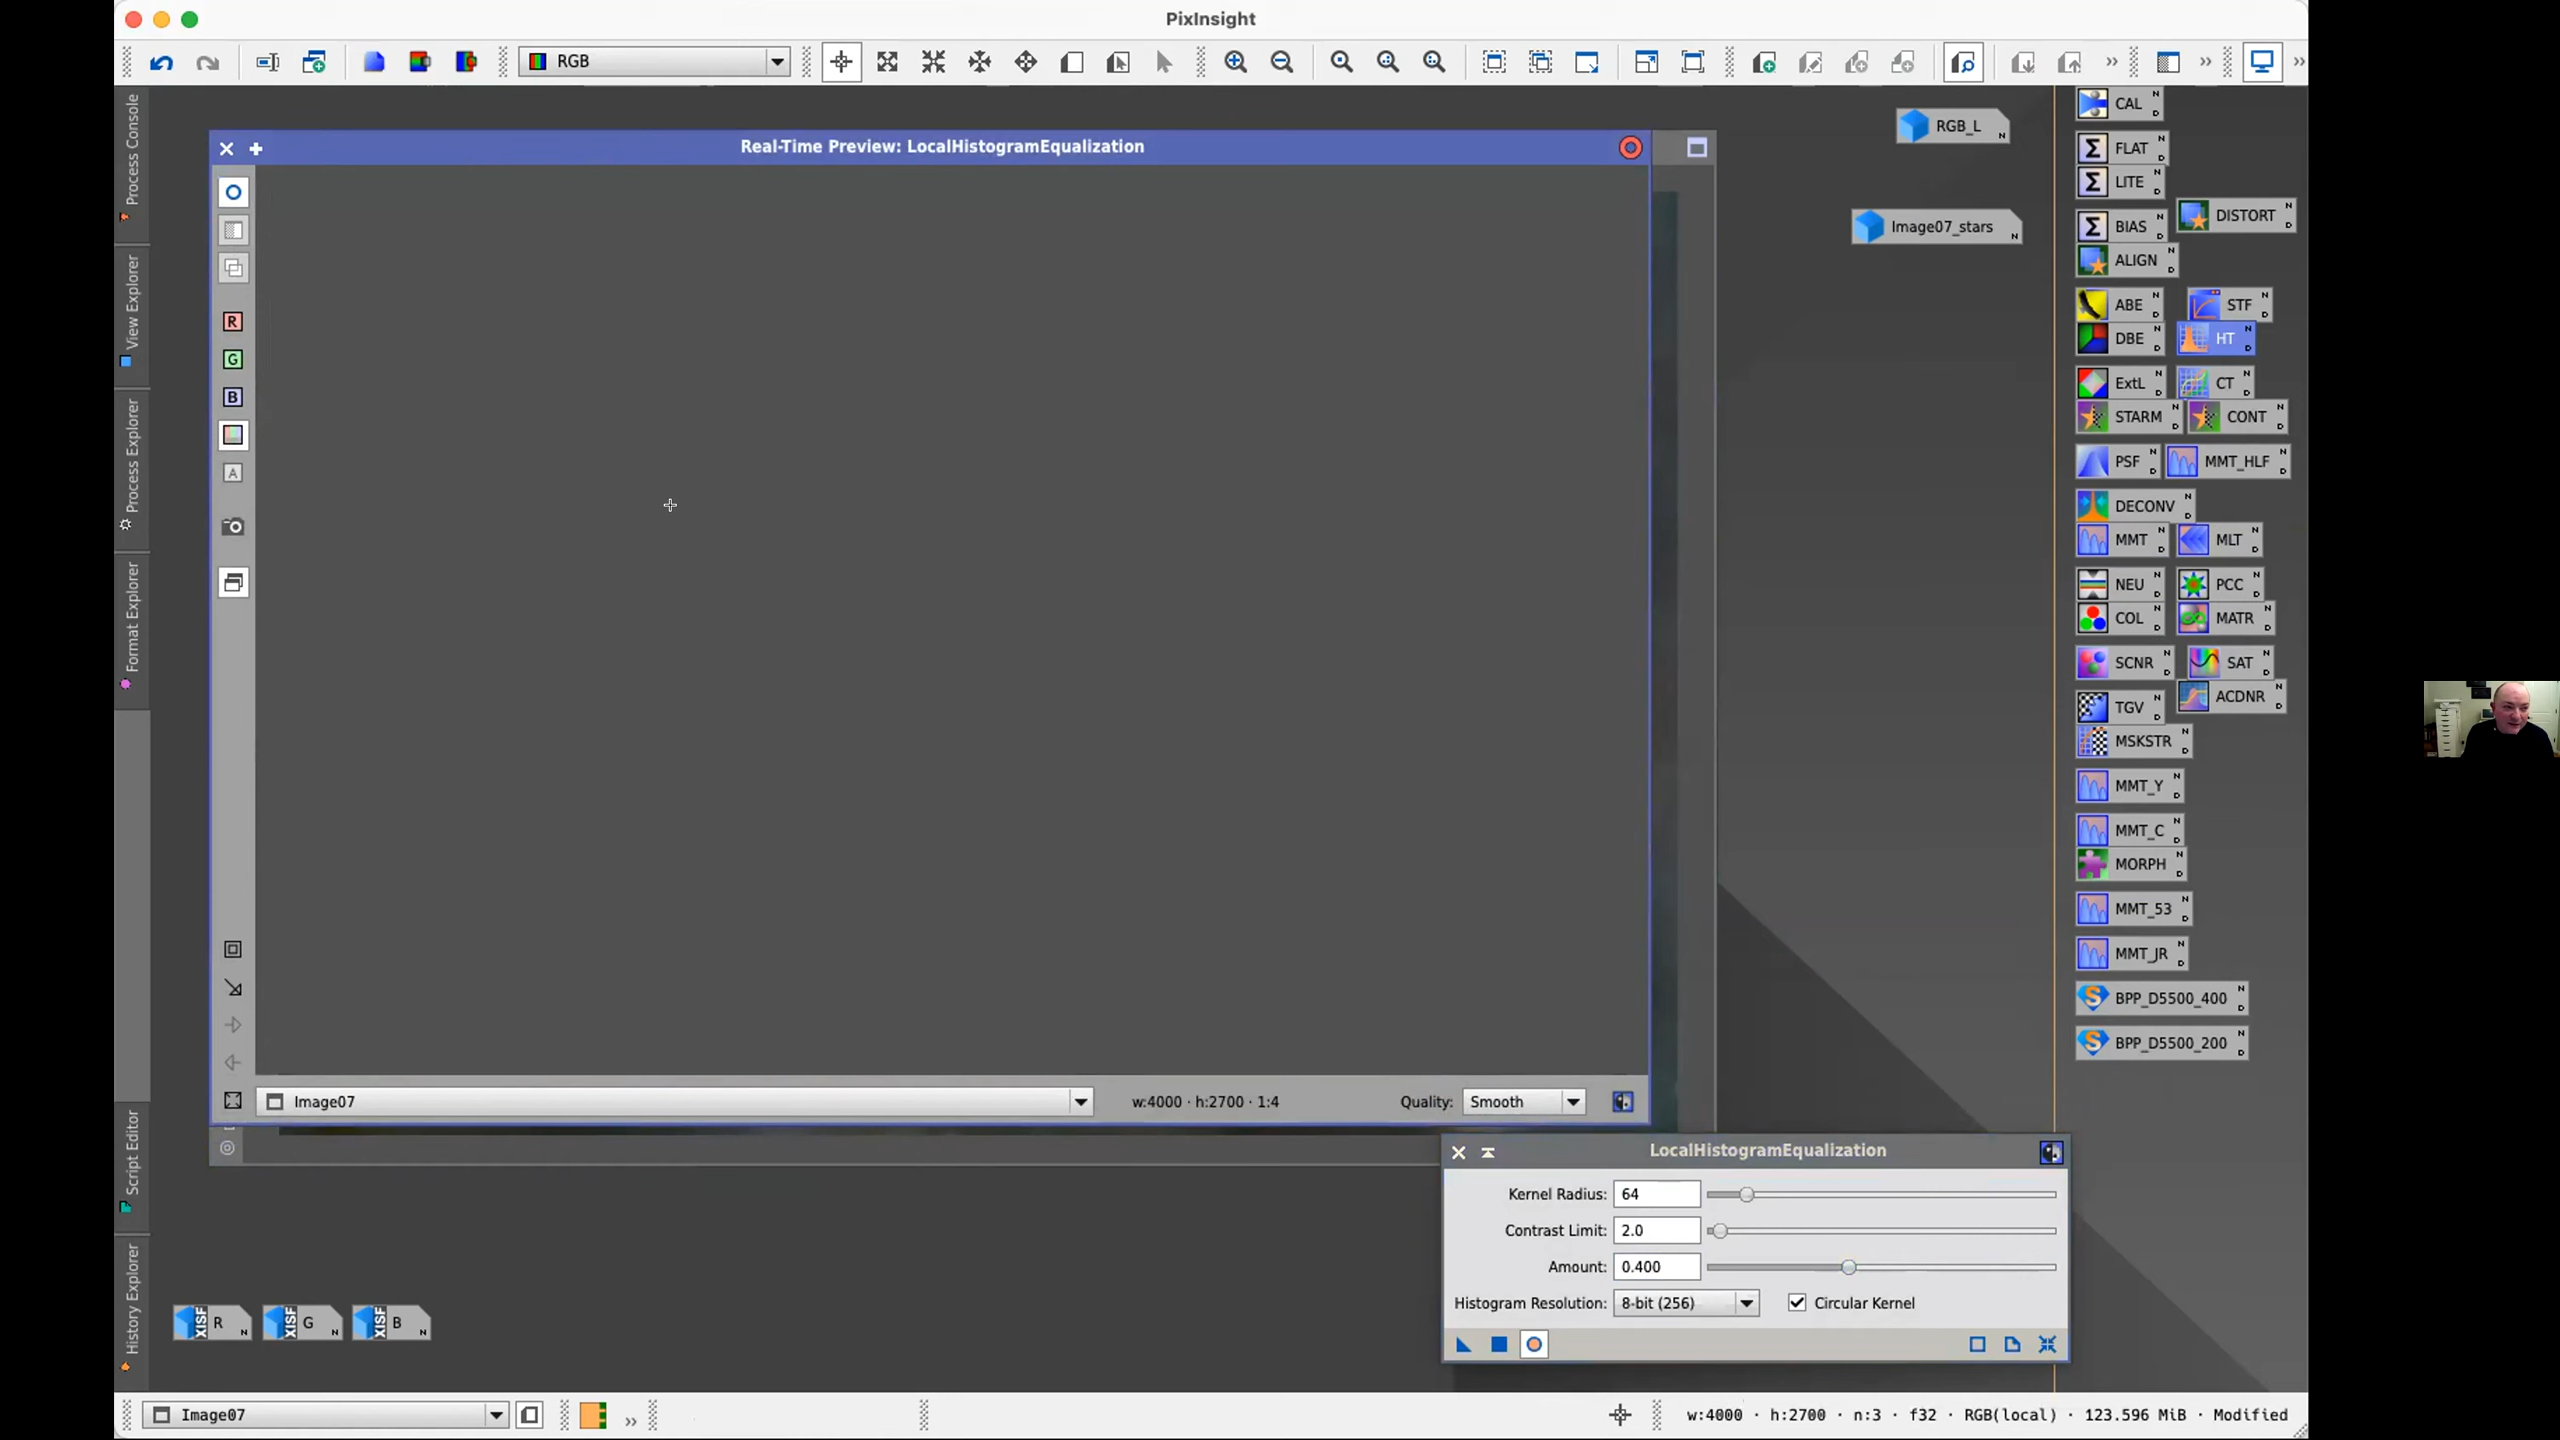 PixInsight
RGB
Process Console
View Explorer
Process Explorer
Format Explorer
Script Editor
History Explorer
Real-Time Preview: LocalHistogramEqualization
R
G
B
A
Image07
w:4000 · h:2700 · 1:4
Quality: Smooth
RGB_L N
Image07_stars N
CAL N D
FLAT N D
LITE N D
BIAS N D
DISTORT N D
ALIGN N D
ABE N D
STF N D
DBE N D
HT N D
ExtL N D
CT N D
STARM N D
CONT N D
PSF N D
MMT_HLF N D
DECONV N D
MMT N D
MLT N D
NEU N D
PCC N D
COL N D
MATR N D
SCNR N D
SAT N D
ACDNR N D
TGV N D
MSKSTR N D
MMT_Y N D
MMT_C N D
MORPH N D
MMT_53 N D
MMT_JR N D
BPP_D5500_400 N D
BPP_D5500_200 N D
LocalHistogramEqualization
Kernel Radius: 64
Contrast Limit: 2.0
Amount: 0.400
Histogram Resolution: 8-bit (256) Circular Kernel
XISF R N
XISF G N
XISF B N
Image07
w:4000 · h:2700 · n:3 · f32 · RGB(local) · 123.596 MiB · Modified